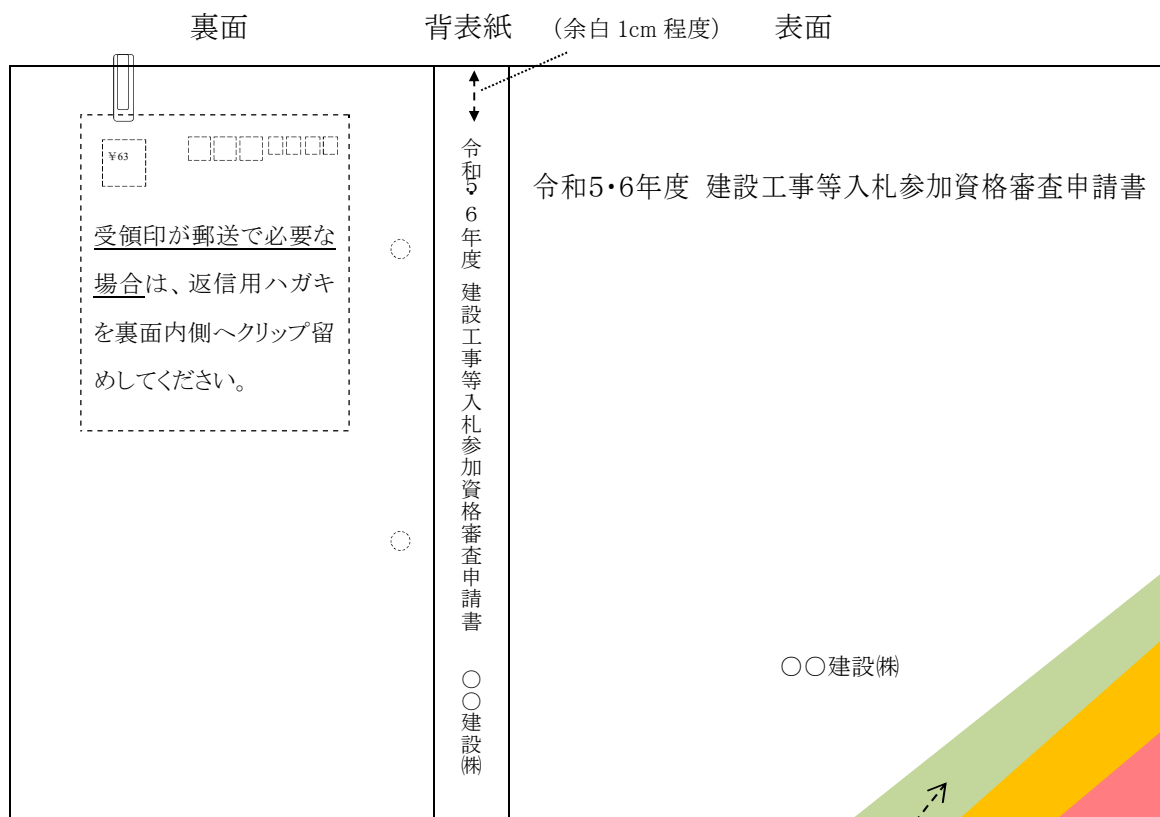 裏面
背表紙
(余白 1cm 程度)
表面
¥63
受領印が郵送で必要な
場合は、返信用ハガキ
を裏面内側へクリップ留
めしてください。
令和5・6年度 建設工事等入札参加資格審査申請書 ○○建設㈱
令和5・6年度 建設工事等入札参加資格審査申請書
○○建設㈱